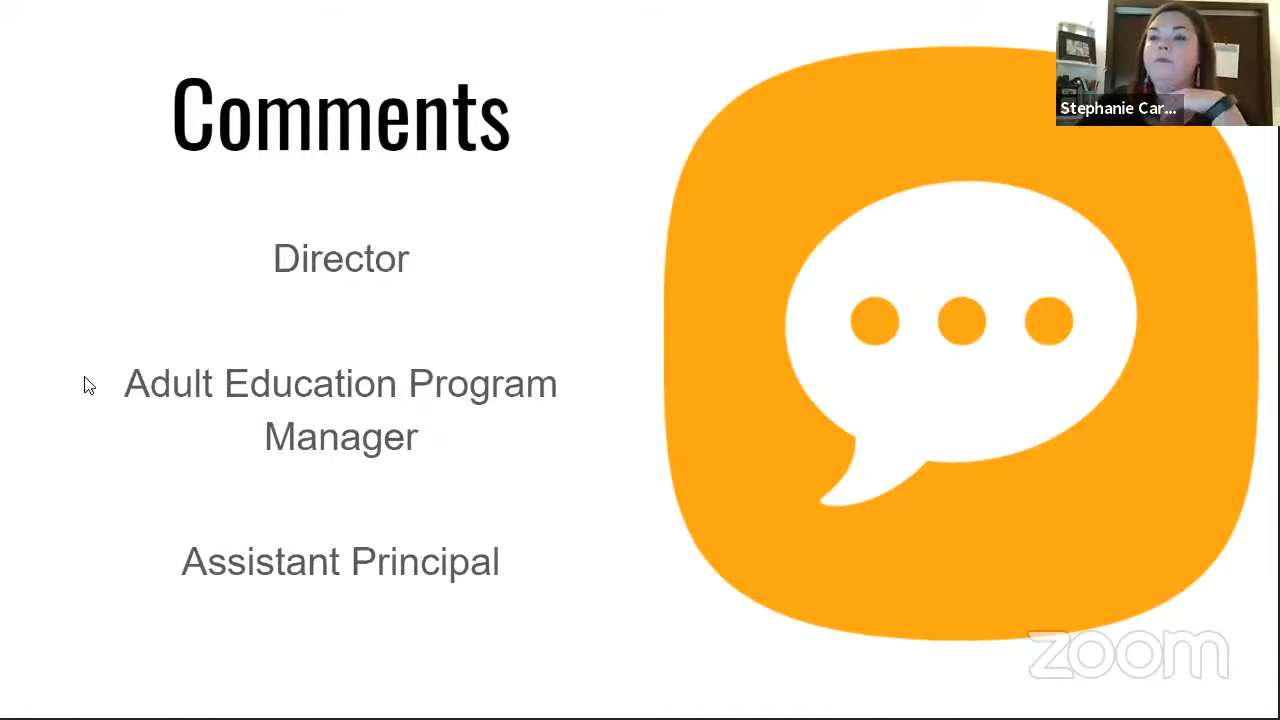 Comments
Stephanie Car...
Director
Adult Education Program
Manager
Assistant Principal
zoom